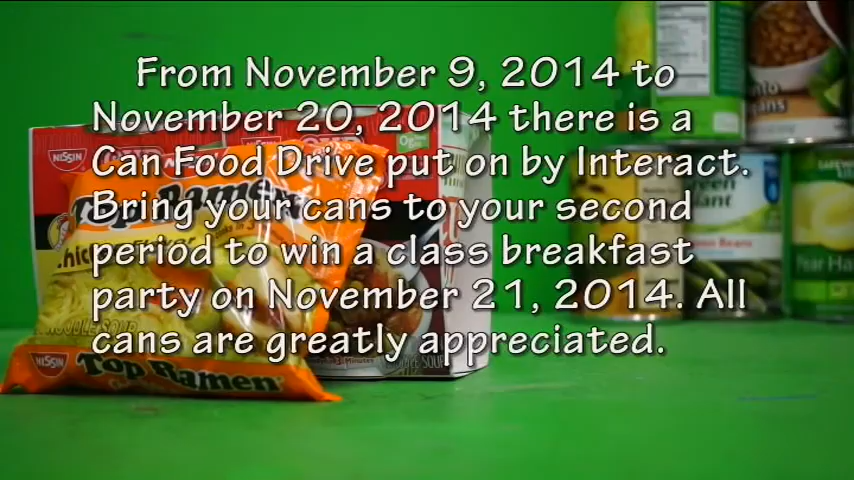 From November 9, 2014 to
November 20, 2014 there is a
Can Food Drive put on by Interact.
Bring your cans to your second
period to win a class breakfast
party on November 21, 2014. All
cans are greatly appreciated.
NISSIN
Top Ramen
NISSIN
Top Ramen